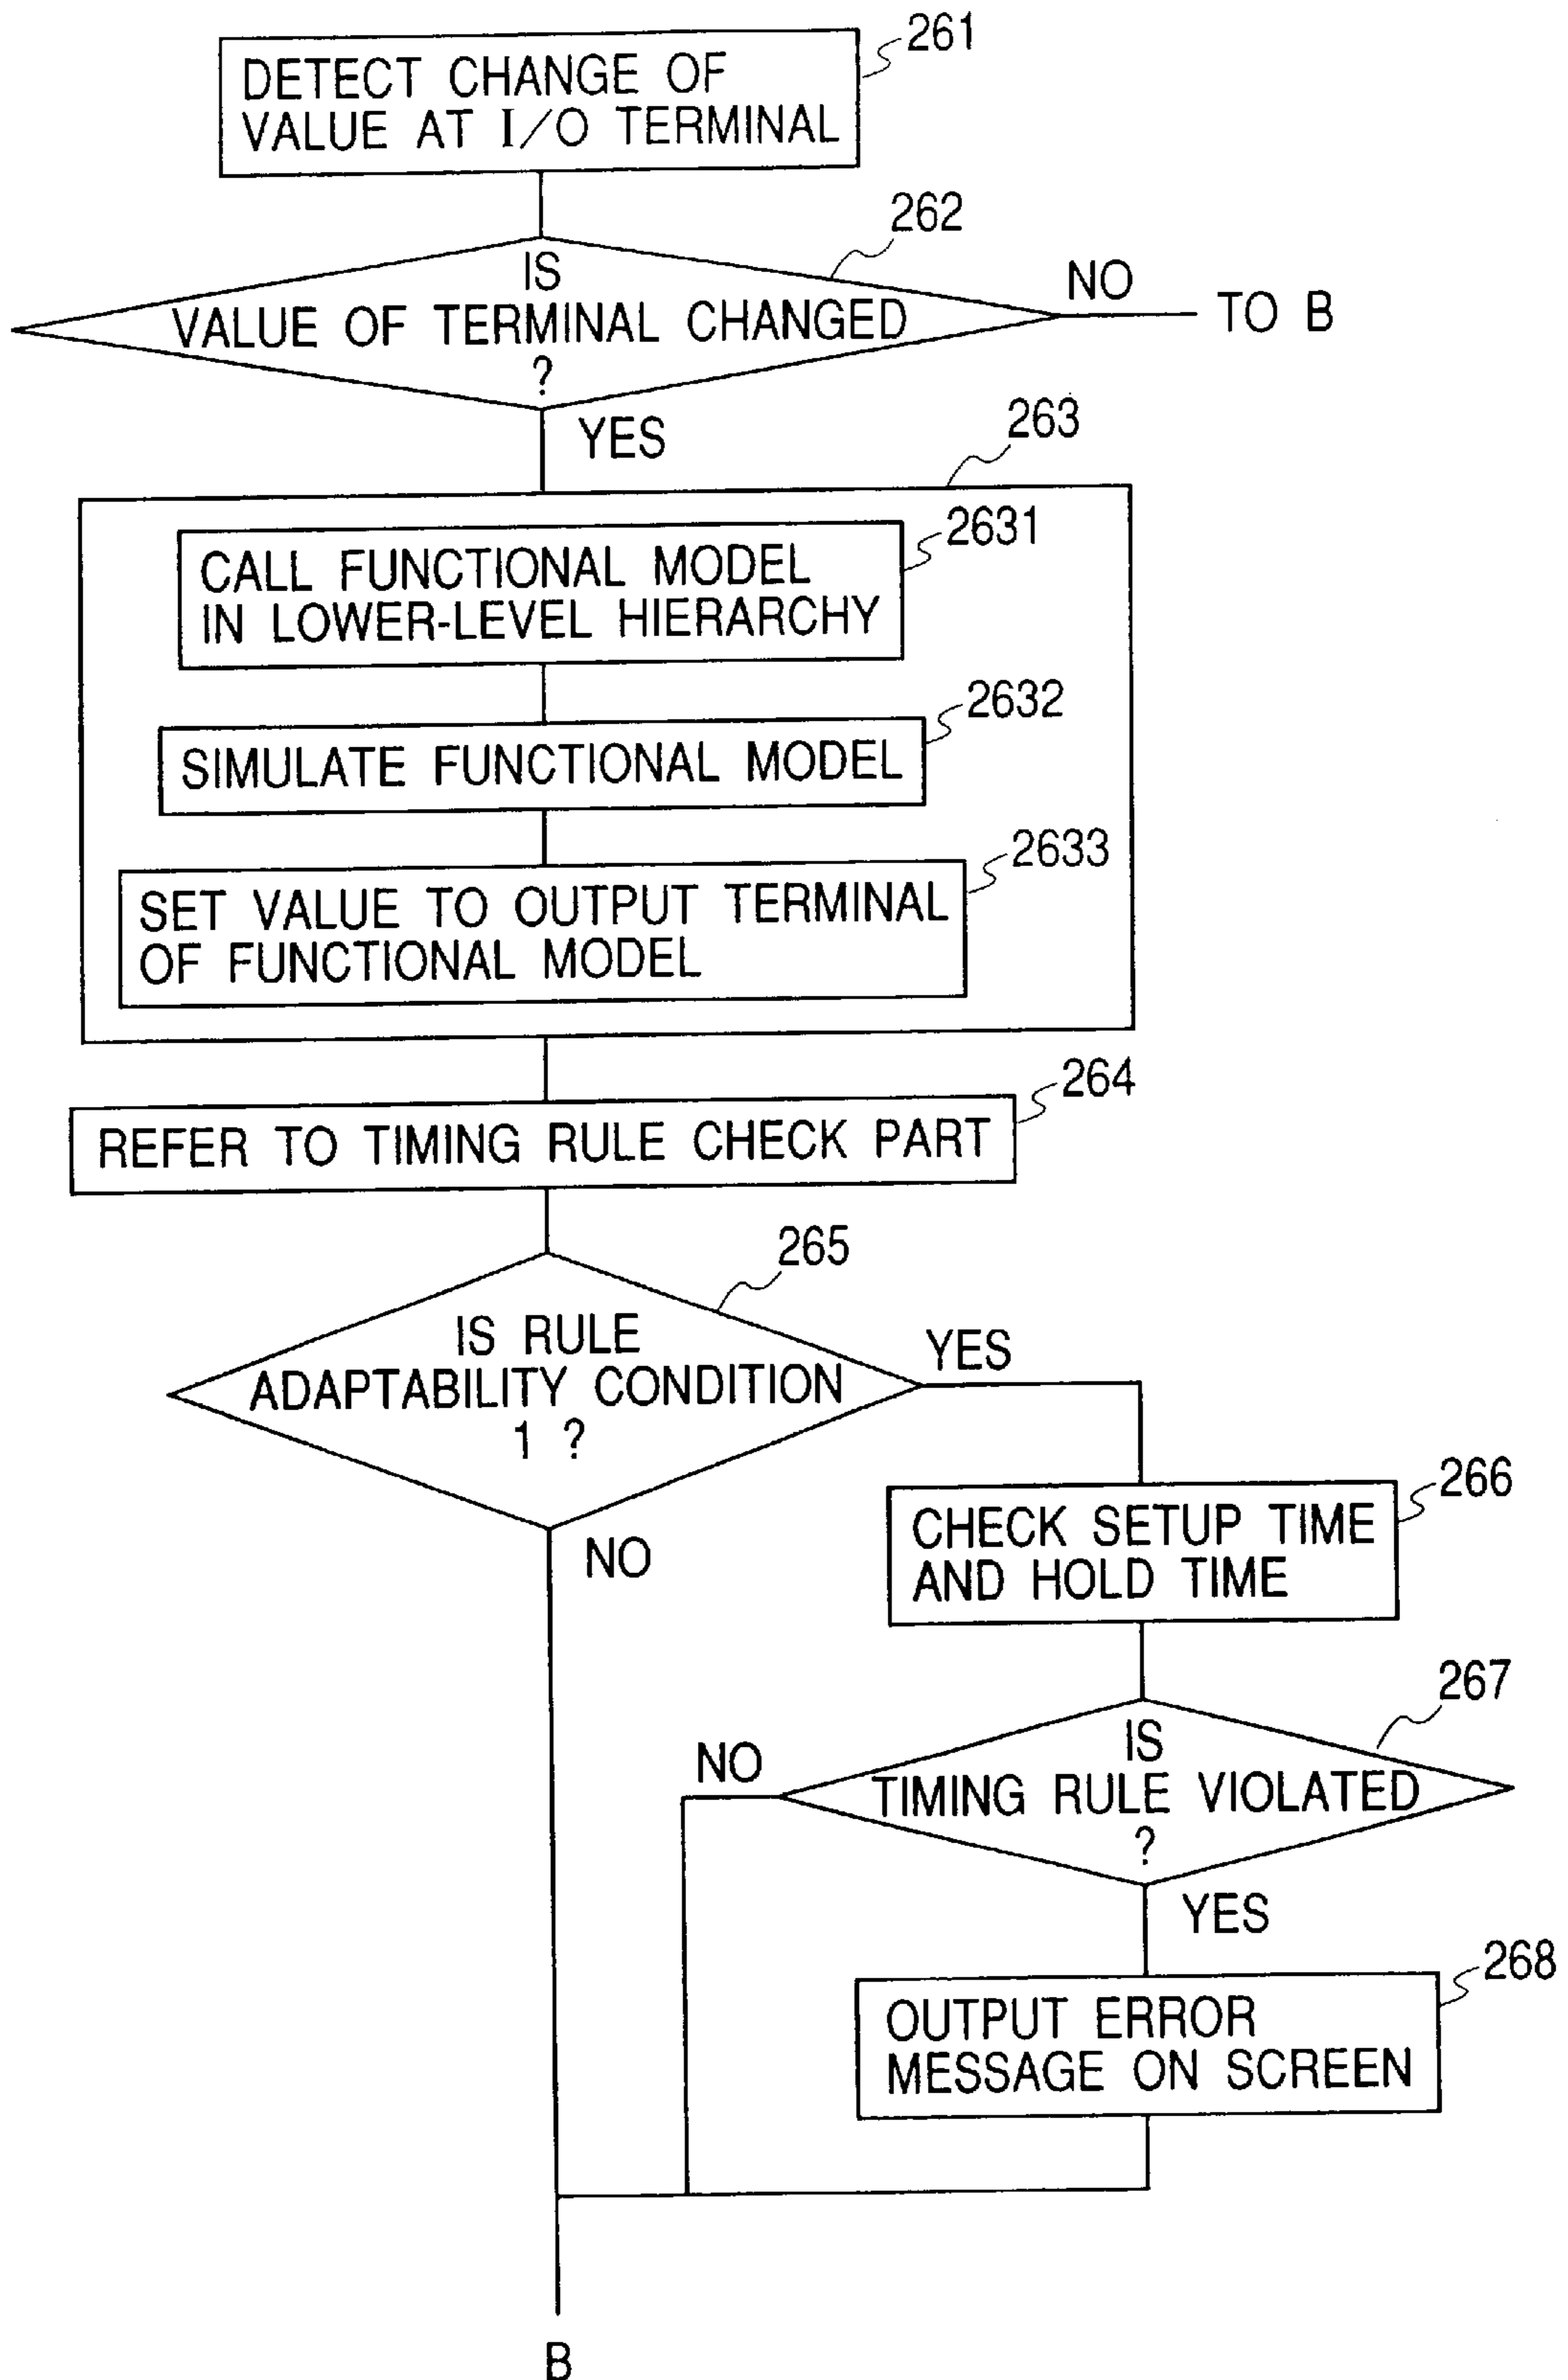 261
DETECT CHANGE OF
VALUE AT I/O TERMINAL
262
IS
VALUE OF TERMINAL CHANGED
?
NO
TO B
YES
263
2631
CALL FUNCTIONAL MODEL
IN LOWER-LEVEL HIERARCHY
2632
SIMULATE FUNCTIONAL MODEL
2633
SET VALUE TO OUTPUT TERMINAL
OF FUNCTIONAL MODEL
264
REFER TO TIMING RULE CHECK PART
265
IS RULE
ADAPTABILITY CONDITION
1 ?
YES
NO
266
CHECK SETUP TIME
AND HOLD TIME
267
IS
TIMING RULE VIOLATED
?
NO
YES
268
OUTPUT ERROR
MESSAGE ON SCREEN
B